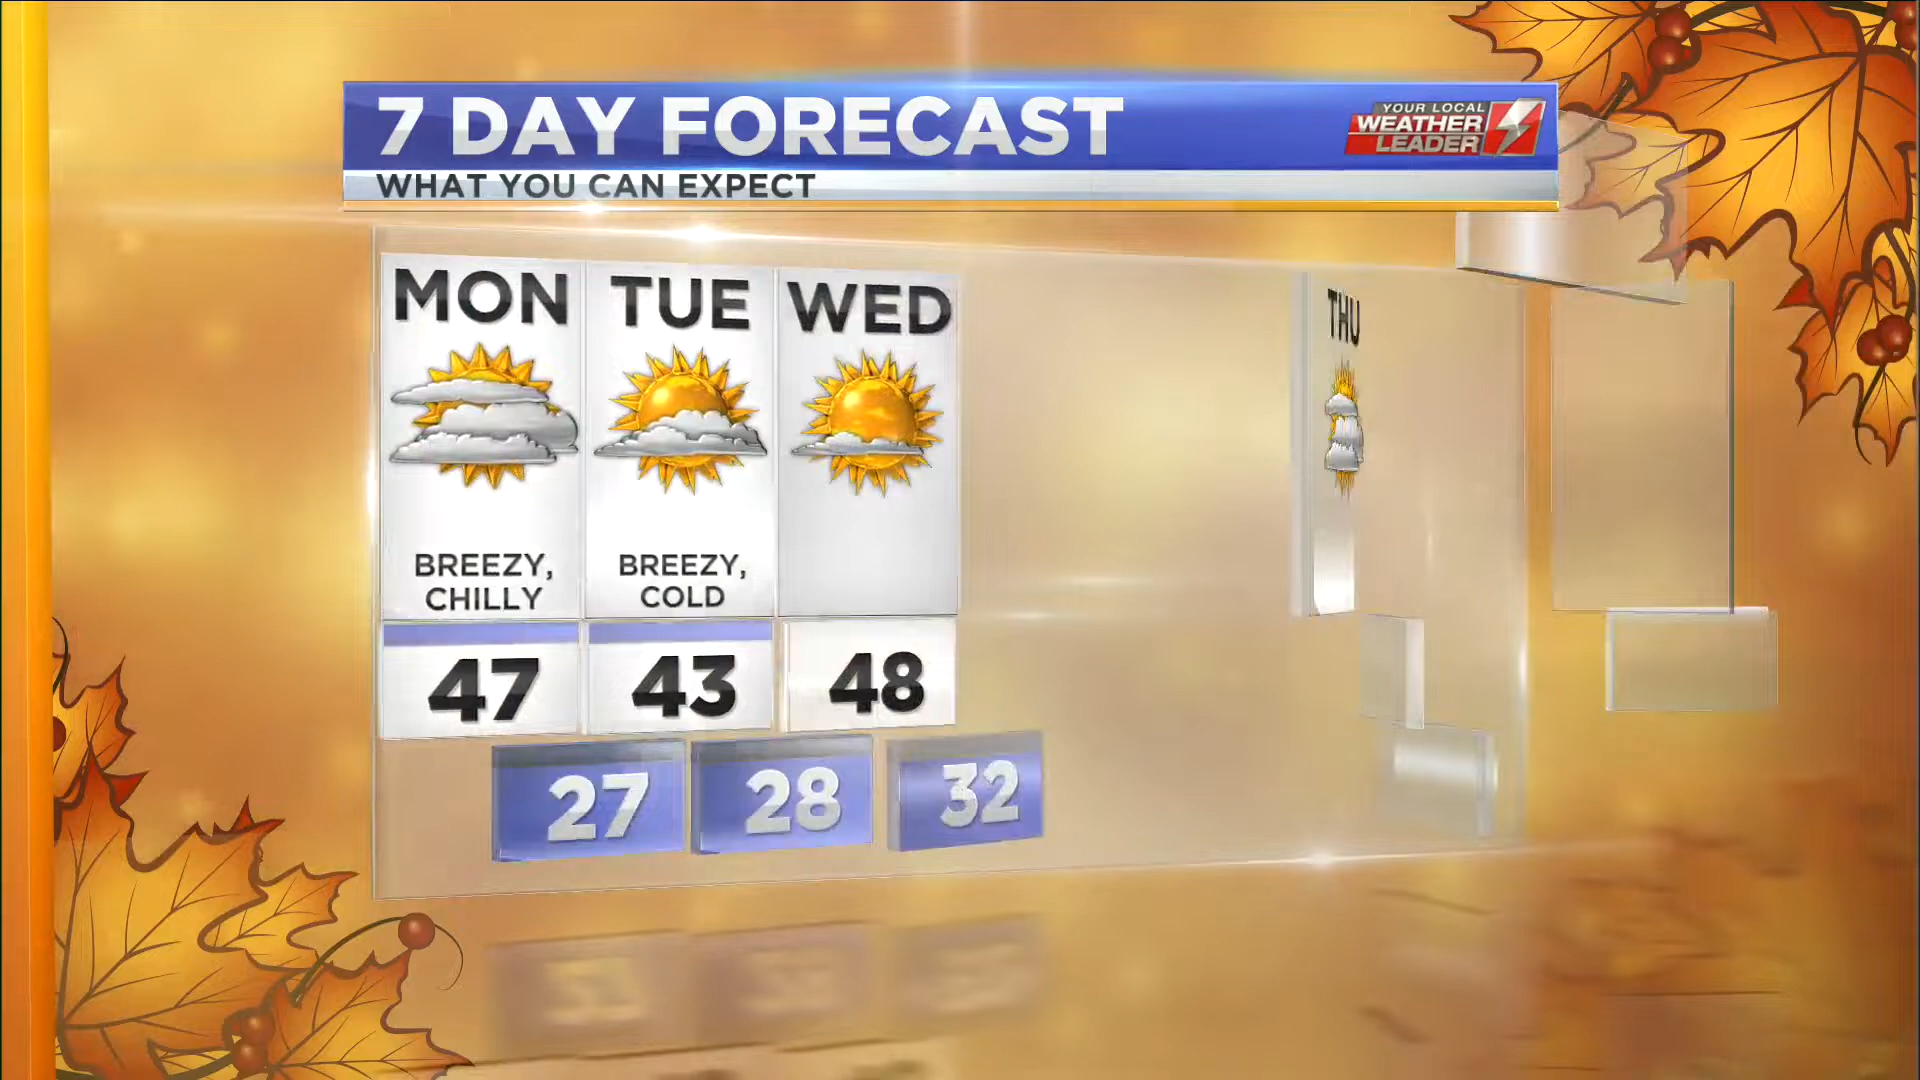 7 DAY FORECAST
YOUR LOCAL
WEATHER
LEADER
WHAT YOU CAN EXPECT
MON TUE WED THU
BREEZY, BREEZY,
CHILLY COLD
47 43 48
27 28 32